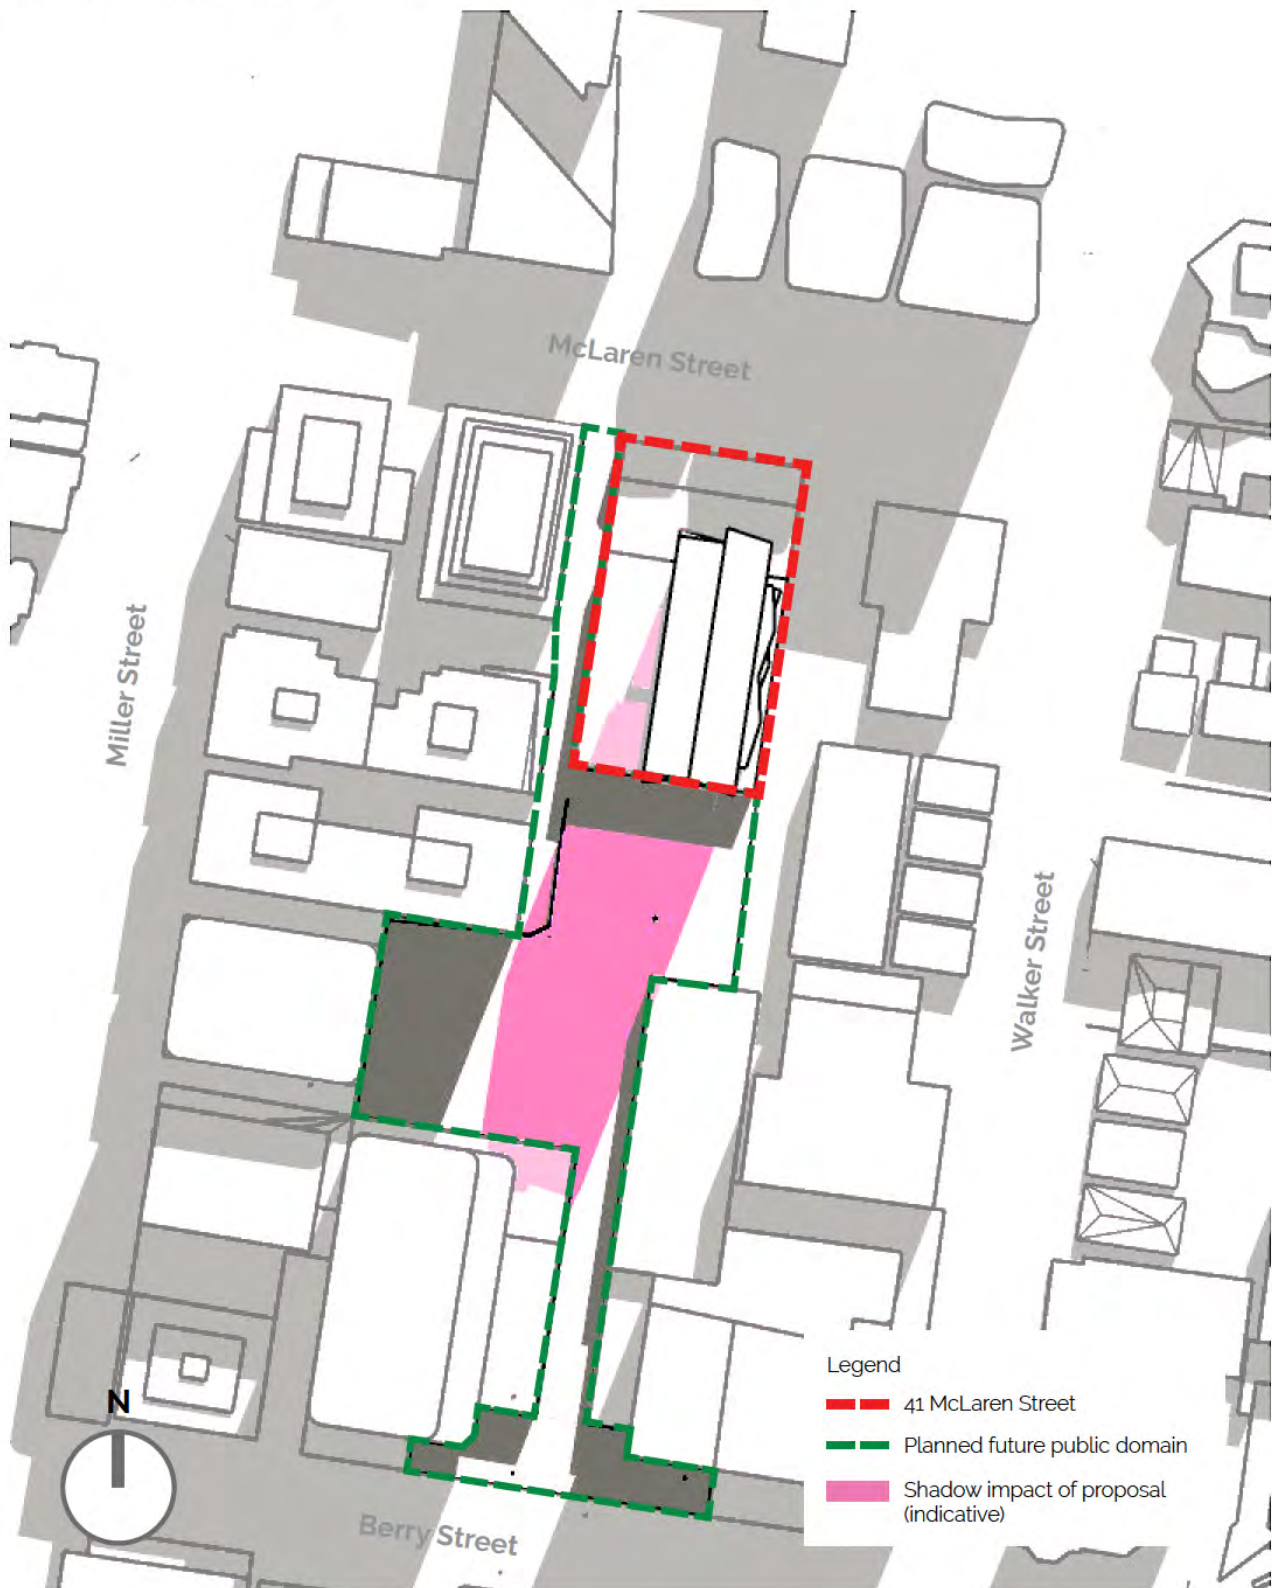 McLaren Street
Miller Street
Walker Street
Legend
41 McLaren Street
Planned future public domain
Shadow impact of proposal
(indicative)
N
Berry Street